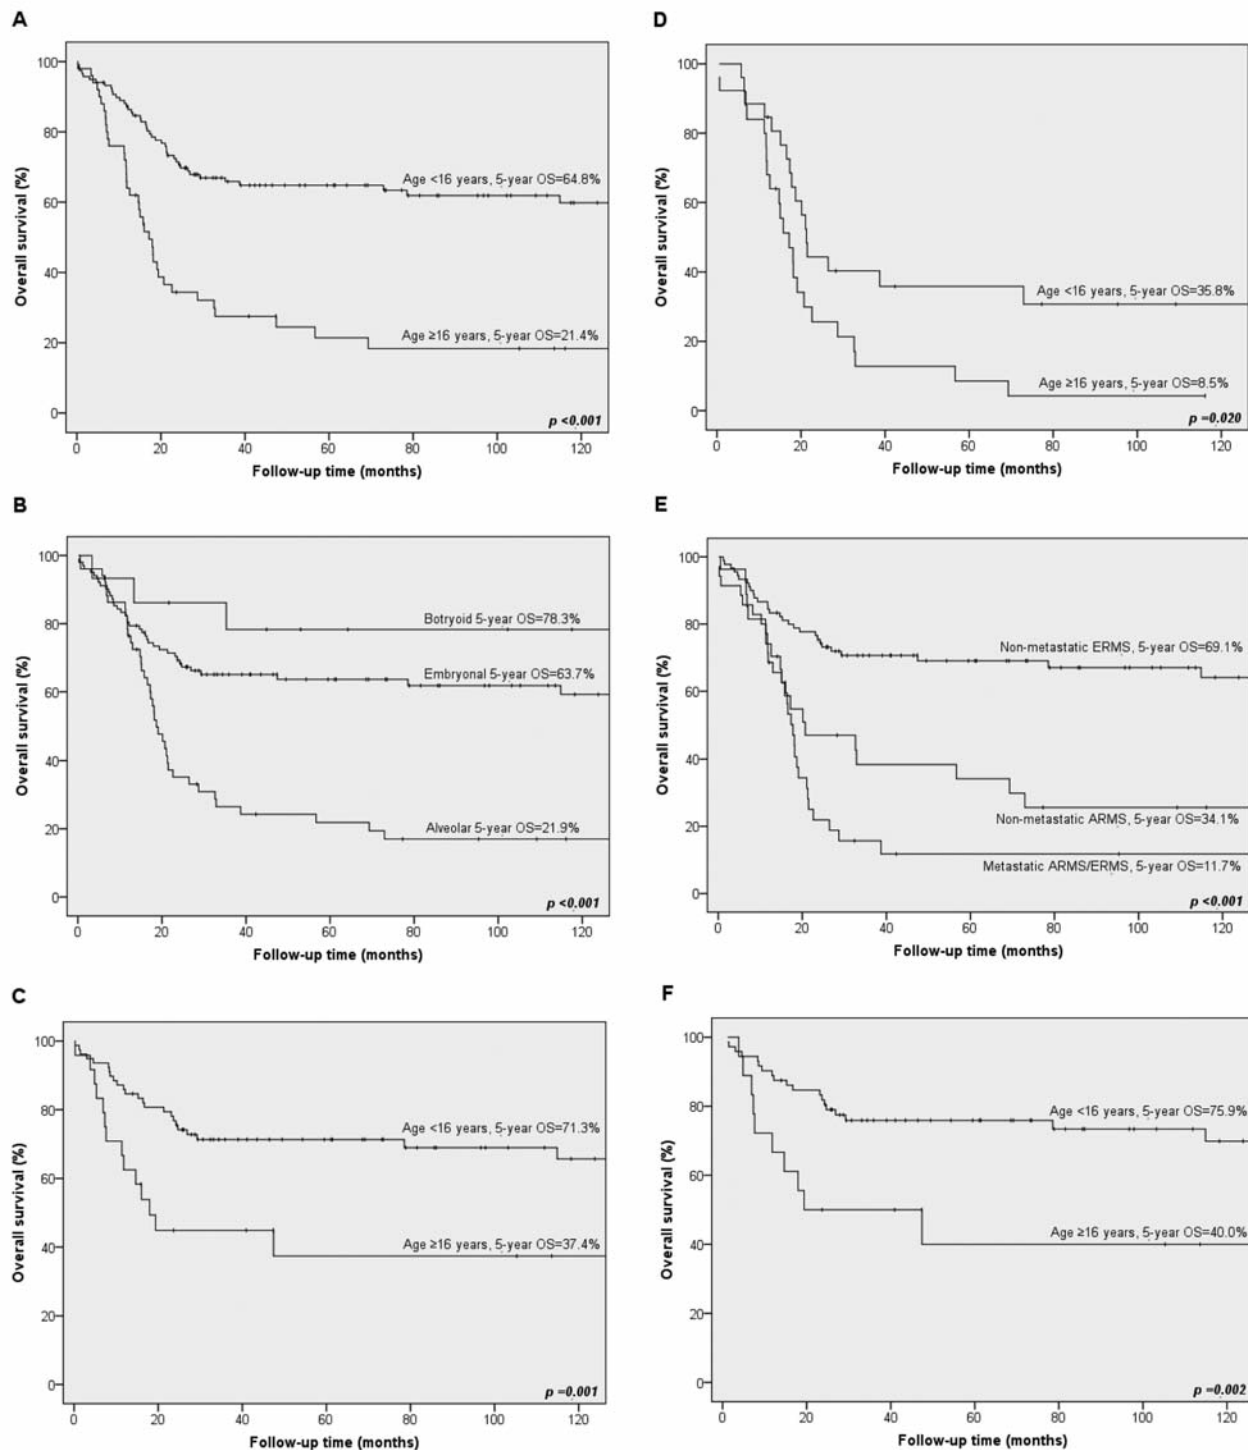 A
Overall survival (%)
100
80
60
40
20
0
Age <16 years, 5-year OS=64.8%
Age ≥16 years, 5-year OS=21.4%
p <0.001
0 20 40 60 80 100 120
Follow-up time (months)
D
Overall survival (%)
100
80
60
40
20
0
Age <16 years, 5-year OS=35.8%
Age ≥16 years, 5-year OS=8.5%
p =0.020
0 20 40 60 80 100 120
Follow-up time (months)
B
Overall survival (%)
100
80
60
40
20
0
Botryoid 5-year OS=78.3%
Embryonal 5-year OS=63.7%
Alveolar 5-year OS=21.9%
p <0.001
0 20 40 60 80 100 120
Follow-up time (months)
E
Overall survival (%)
100
80
60
40
20
0
Non-metastatic ERMS, 5-year OS=69.1%
Non-metastatic ARMS, 5-year OS=34.1%
Metastatic ARMS/ERMS, 5-year OS=11.7%
p <0.001
0 20 40 60 80 100 120
Follow-up time (months)
C
Overall survival (%)
100
80
60
40
20
0
Age <16 years, 5-year OS=71.3%
Age ≥16 years, 5-year OS=37.4%
p =0.001
0 20 40 60 80 100 120
Follow-up time (months)
F
Overall survival (%)
100
80
60
40
20
0
Age <16 years, 5-year OS=75.9%
Age ≥16 years, 5-year OS=40.0%
p =0.002
0 20 40 60 80 100 120
Follow-up time (months)